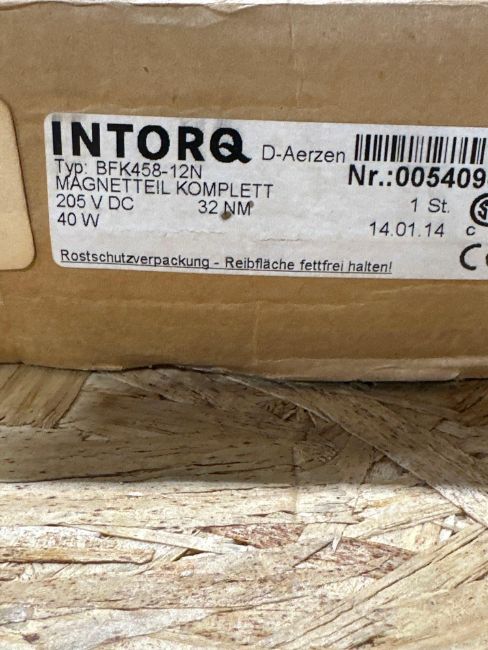 INTORQ D-Aerzen
Typ: BFK458-12N Nr.:005409
MAGNETTEIL KOMPLETT
205 V DC 32 NM 1 St.
40 W 14.01.14 c
Rostschutzverpackung - Reibfläche fettfrei halten!